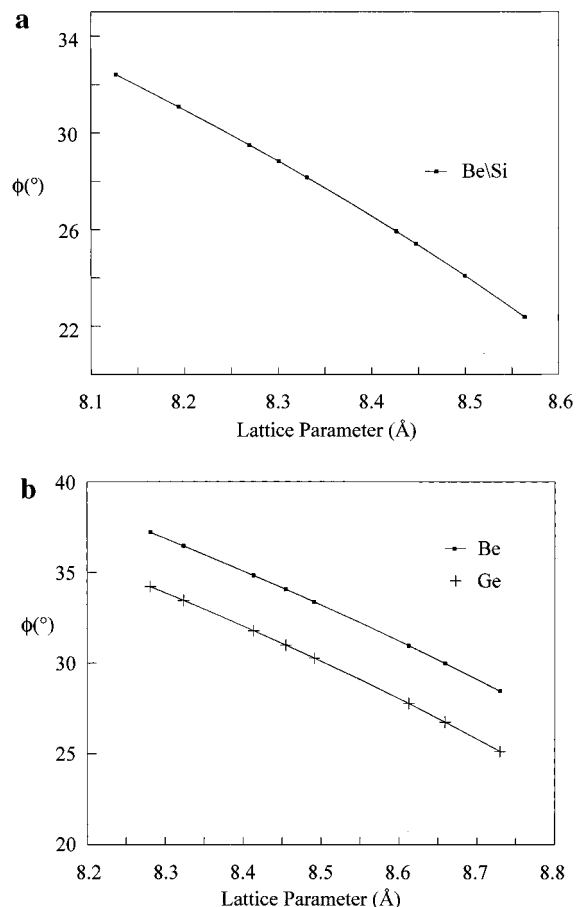 a
34
30
26
22
ϕ(°)
Be\Si
8.1 8.2 8.3 8.4 8.5 8.6
Lattice Parameter (Å)
b
40
35
30
25
20
ϕ(°)
Be
Ge
8.2 8.3 8.4 8.5 8.6 8.7 8.8
Lattice Parameter (Å)